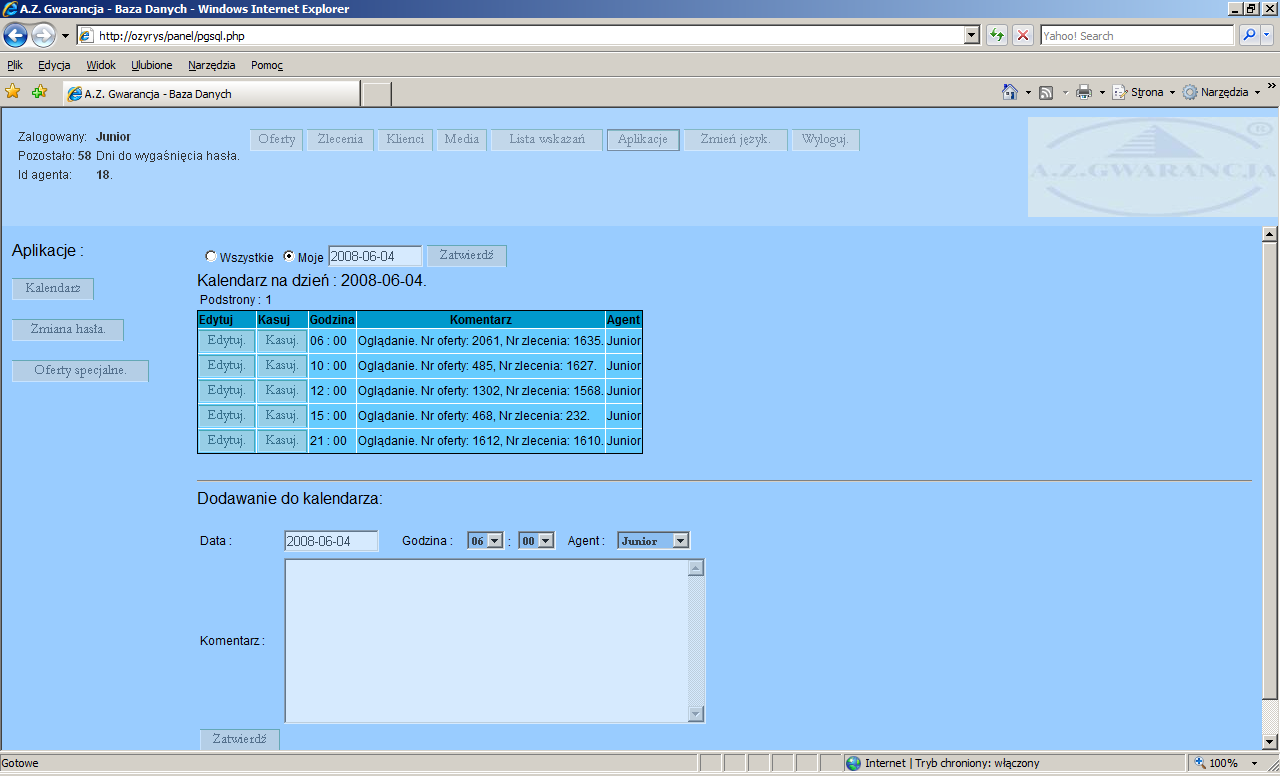 A.Z. Gwarancja - Baza Danych - Windows Internet Explorer
http://ozyrys/panel/pgsql.php
Yahoo! Search
Plik Edycja Widok Ulubione Narzędzia Pomoc
A.Z. Gwarancja - Baza Danych
Strona Narzędzia »
Zalogowany: Junior
Pozostało: 58 Dni do wygaśnięcia hasła.
Id agenta: 18.
Oferty Zlecenia Klienci Media Lista wskazań Aplikacje Zmień język. Wyloguj.
®
A.Z.GWARANCJA
Aplikacje :
Kalendarz
Zmiana hasła.
Oferty specjalne.
Wszystkie Moje 2008-06-04 Zatwierdź
Kalendarz na dzień : 2008-06-04.
Podstrony : 1
Edytuj Kasuj Godzina Komentarz Agent
Edytuj. Kasuj. 06 : 00 Oglądanie. Nr oferty: 2061, Nr zlecenia: 1635. Junior
Edytuj. Kasuj. 10 : 00 Oglądanie. Nr oferty: 485, Nr zlecenia: 1627. Junior
Edytuj. Kasuj. 12 : 00 Oglądanie. Nr oferty: 1302, Nr zlecenia: 1568. Junior
Edytuj. Kasuj. 15 : 00 Oglądanie. Nr oferty: 468, Nr zlecenia: 232. Junior
Edytuj. Kasuj. 21 : 00 Oglądanie. Nr oferty: 1612, Nr zlecenia: 1610. Junior
Dodawanie do kalendarza:
Data : 2008-06-04 Godzina : 06 : 00 Agent : Junior
Komentarz :
Zatwierdź
Gotowe Internet | Tryb chroniony: włączony 100%